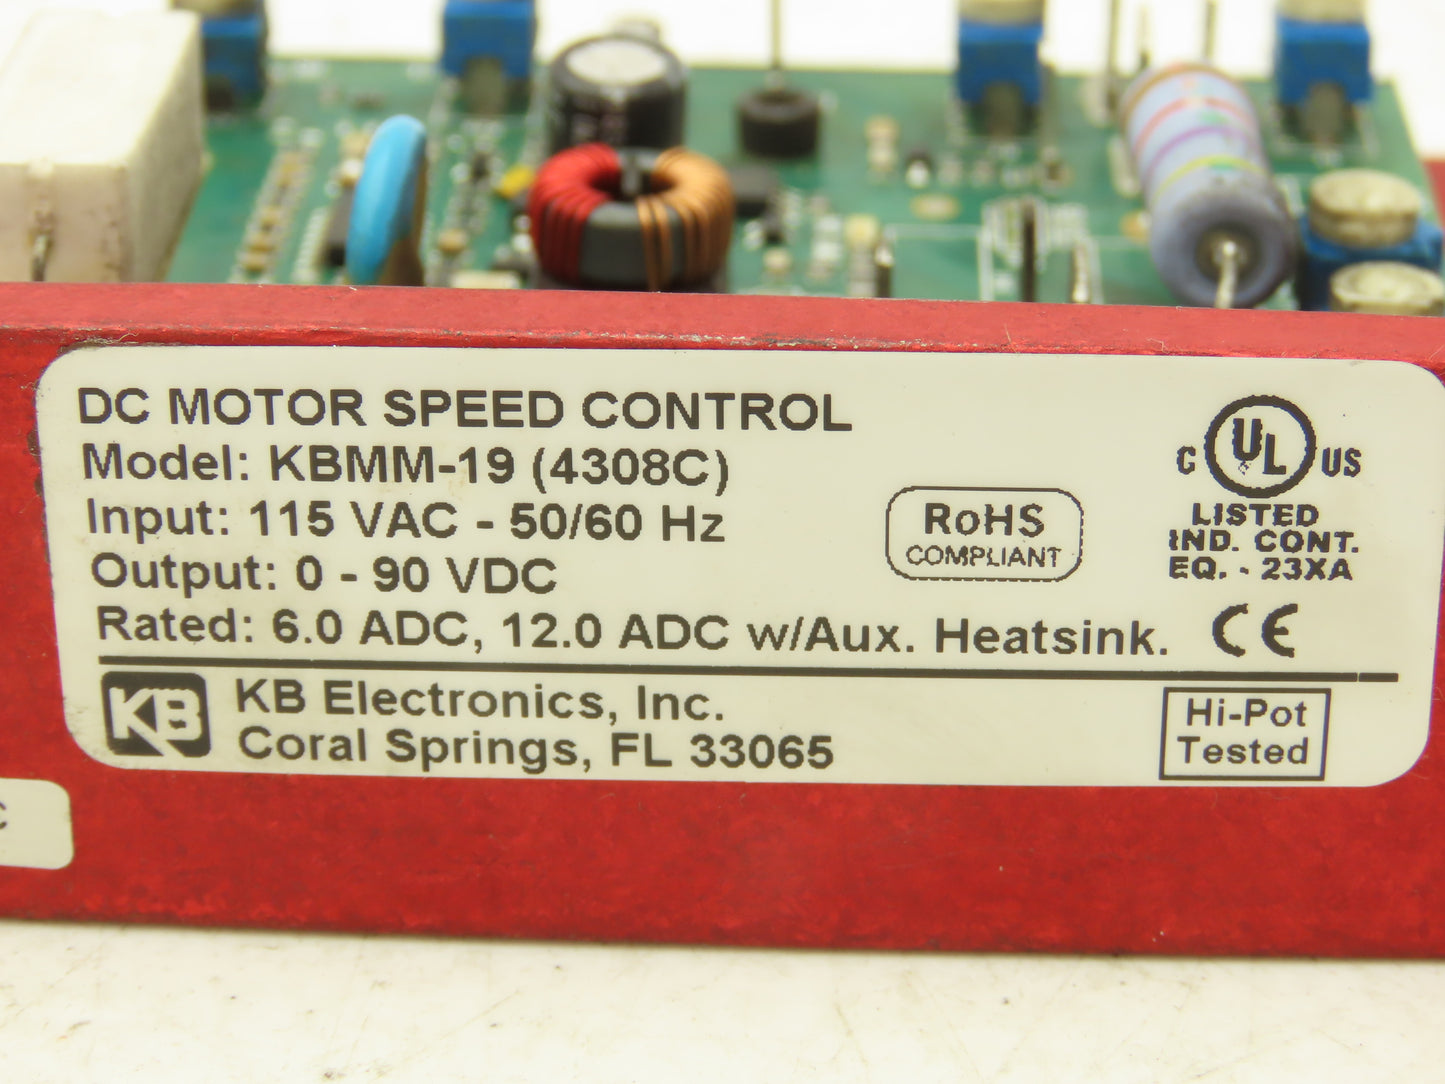 DC MOTOR SPEED CONTROL
Model: KBMM-19 (4308C)
Input: 115 VAC - 50/60 Hz
Output: 0 - 90 VDC
Rated: 6.0 ADC, 12.0 ADC w/Aux. Heatsink.
RoHS
COMPLIANT
C UL US
LISTED
IND. CONT.
EQ. - 23XA
CE
KB
KB Electronics, Inc.
Coral Springs, FL 33065
Hi-Pot
Tested
C